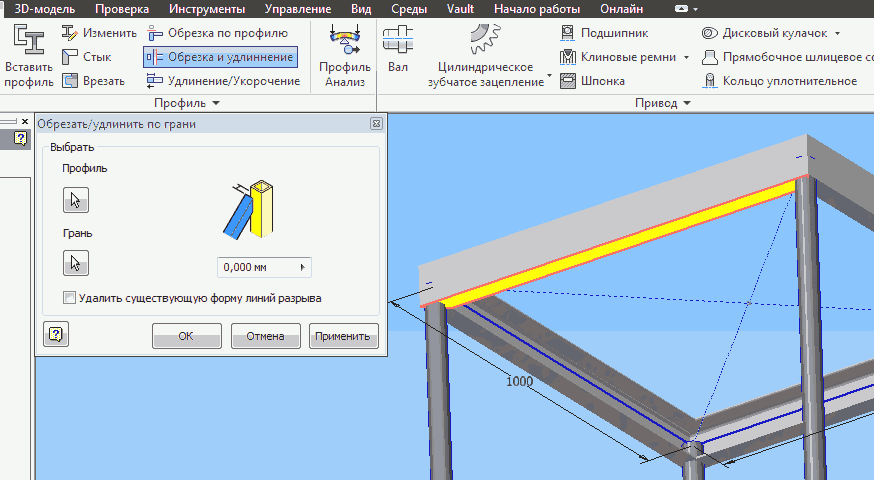 3D-модель Проверка Инструменты Управление Вид Среды Vault Начало работы Онлайн
Вставить профиль
Изменить
Стык
Врезать
Обрезка по профилю
Обрезка и удлиннение
Удлинение/Укорочение
Профиль Анализ
Вал
Цилиндрическое зубчатое зацепление
Подшипник
Клиновые ремни
Шпонка
Дисковый кулачок
Прямобочное шлицевое со
Кольцо уплотнительное
Профиль
Привод
Обрезать/удлинить по грани
Выбрать
Профиль
Грань
0,000 мм
Удалить существующую форму линий разрыва
ОК
Отмена
Применить
1000